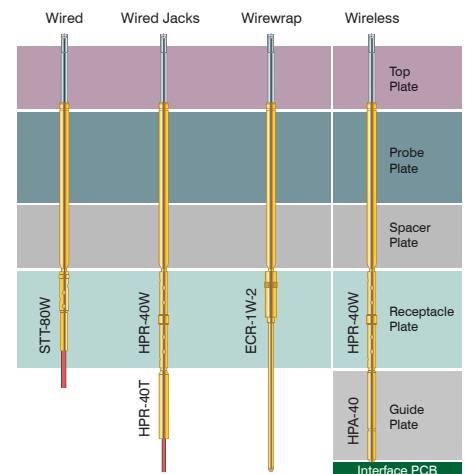 Wired
Wired Jacks
Wirewrap
Wireless
Top
Plate
Probe
Plate
Spacer
Plate
STT-80W
HPR-40W
ECR-1W-2
HPR-40W
Receptacle
Plate
HPR-40T
HPA-40
Guide
Plate
Interface PCB